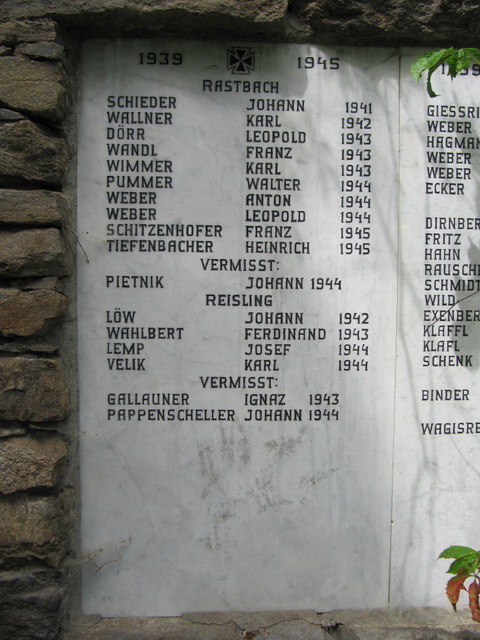 1939 1945
RASTBACH
SCHIEDER JOHANN 1941
WALLNER KARL 1942
DÖRR LEOPOLD 1943
WANDL FRANZ 1943
WIMMER KARL 1943
PUMMER WALTER 1944
WEBER ANTON 1944
WEBER LEOPOLD 1944
SCHITZENHOFER FRANZ 1945
TIEFENBACHER HEINRICH 1945
VERMISST:
PIETNIK JOHANN 1944
REISLING
LÖW JOHANN 1942
WAHLBERT FERDINAND 1943
LEMP JOSEF 1944
VELIK KARL 1944
VERMISST:
GALLAUNER IGNAZ 1943
PAPPENSCHELLER JOHANN 1944
WEBER
WEBER
WEBER
ECKER
FRITZ
HAHN
WILD
KLAFFL
KLAFL
SCHENK
BINDER